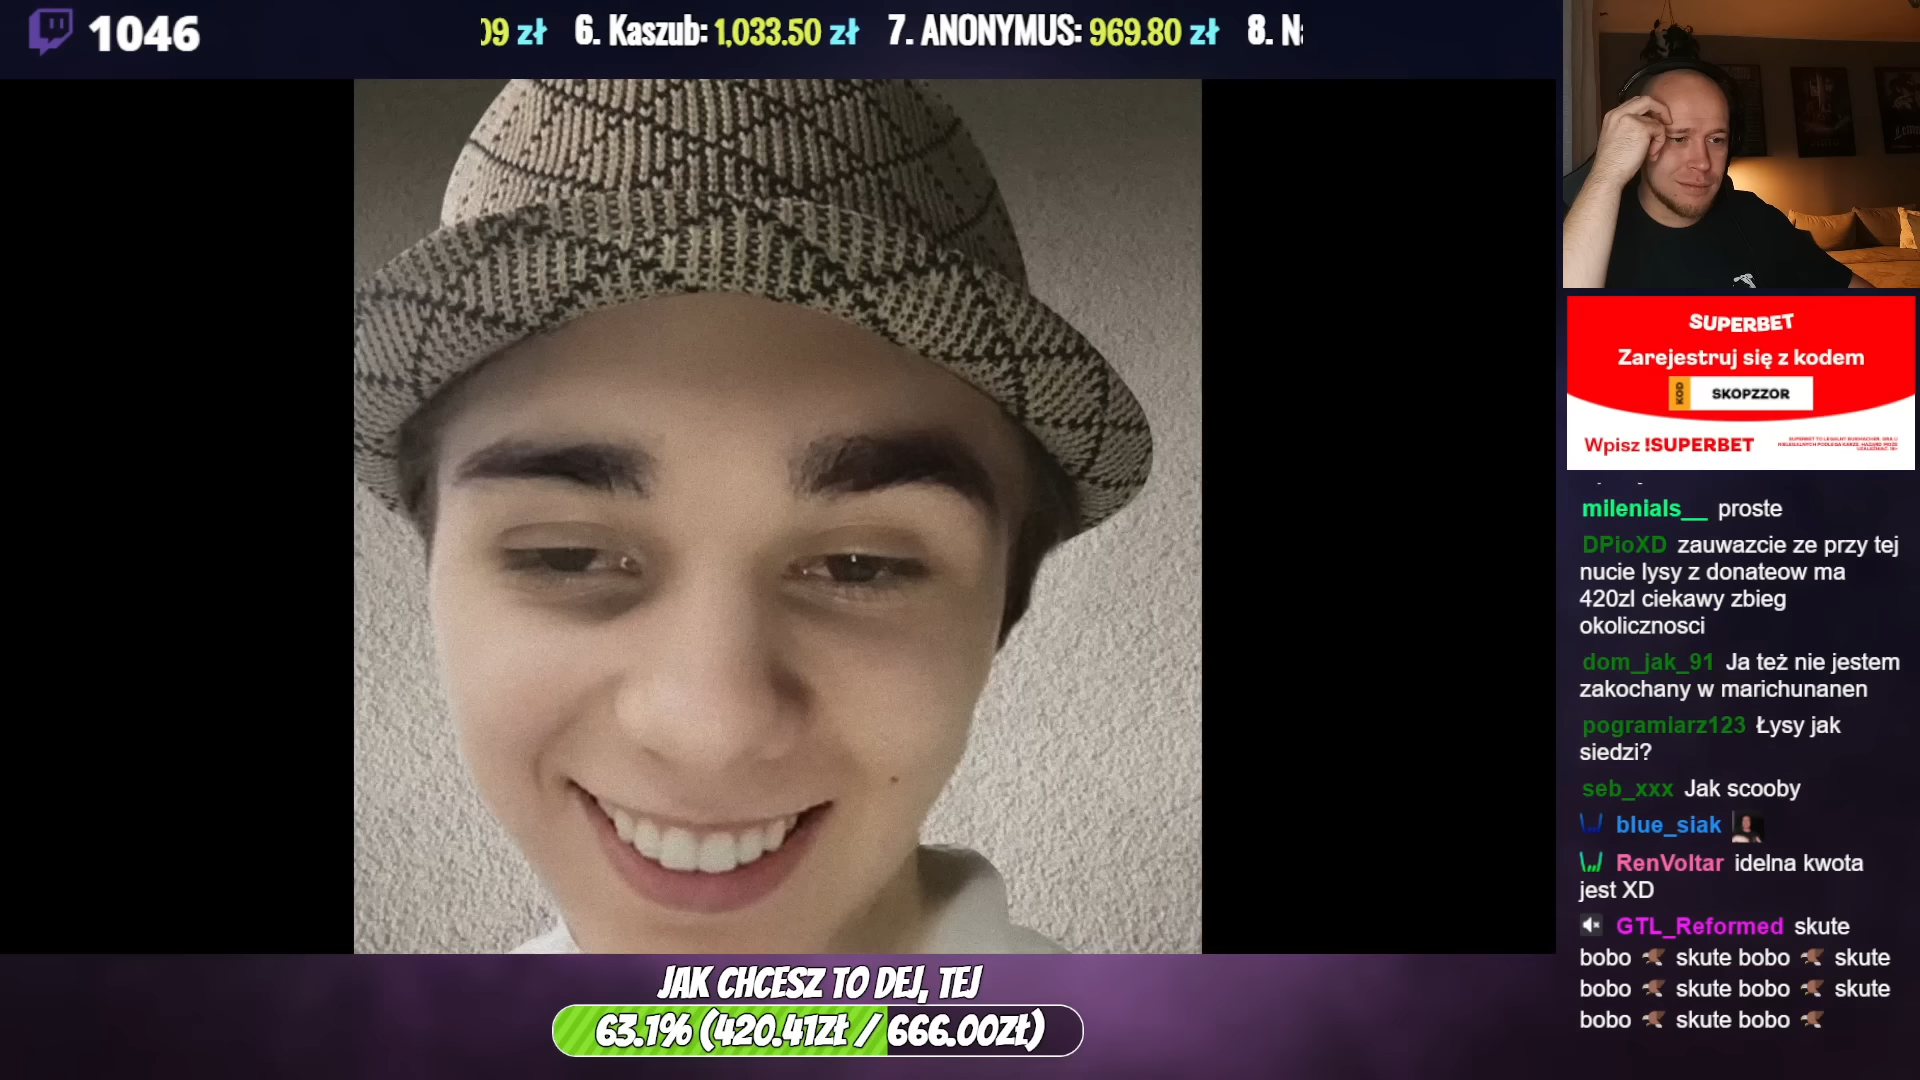 1046
09 zł 6. Kaszub: 1,033.50 zł 7. ANONYMUS: 969.80 zł 8. N
SUPERBET
Zarejestruj się z kodem
KOD SKOPZZOR
Wpisz !SUPERBET
milenials__ proste
DPioXD zauwazcie ze przy tej
nucie lysy z donateow ma
420zl ciekawy zbieg
okolicznosci
dom_jak_91 Ja też nie jestem
zakochany w marichunanen
pogramiarz123 Łysy jak
siedzi?
seb_xxx Jak scooby
blue_siak
RenVoltar idelna kwota
jest XD
GTL_Reformed skute
bobo skute bobo skute
bobo skute bobo skute
bobo skute bobo
JAK CHCESZ TO DEJ, TEJ
63.1% (420.41ZŁ / 666.00ZŁ)